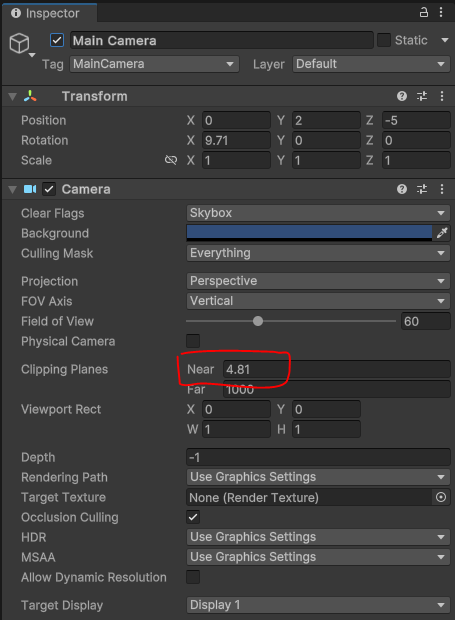 Inspector
Main Camera Static
Tag MainCamera Layer Default
Transform
Position X 0 Y 2 Z -5
Rotation X 9.71 Y 0 Z 0
Scale X 1 Y 1 Z 1
Camera
Clear Flags Skybox
Background
Culling Mask Everything
Projection Perspective
FOV Axis Vertical
Field of View 60
Physical Camera
Clipping Planes Near 4.81
Far 1000
Viewport Rect X 0 Y 0
W 1 H 1
Depth -1
Rendering Path Use Graphics Settings
Target Texture None (Render Texture)
Occlusion Culling
HDR Use Graphics Settings
MSAA Use Graphics Settings
Allow Dynamic Resolution
Target Display Display 1